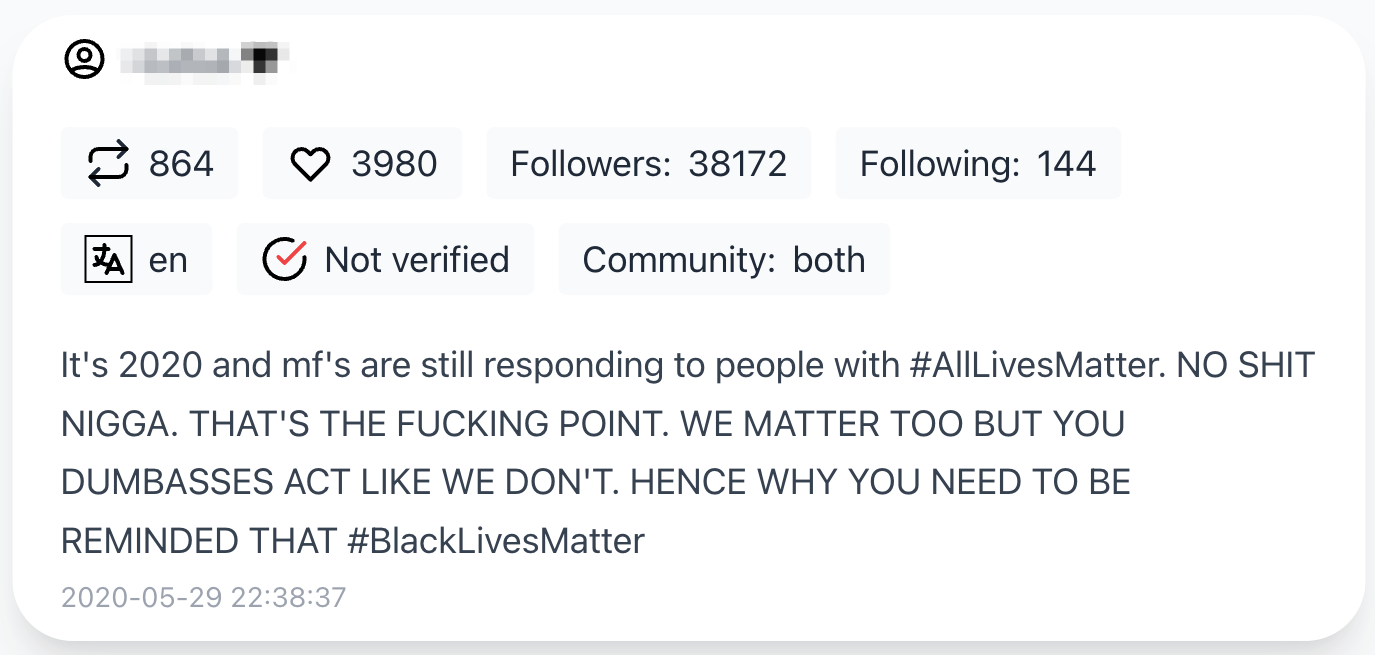 864 3980 Followers: 38172 Following: 144
en Not verified Community: both
It's 2020 and mf's are still responding to people with #AllLivesMatter. NO SHIT
NIGGA. THAT'S THE FUCKING POINT. WE MATTER TOO BUT YOU
DUMBASSES ACT LIKE WE DON'T. HENCE WHY YOU NEED TO BE
REMINDED THAT #BlackLivesMatter
2020-05-29 22:38:37